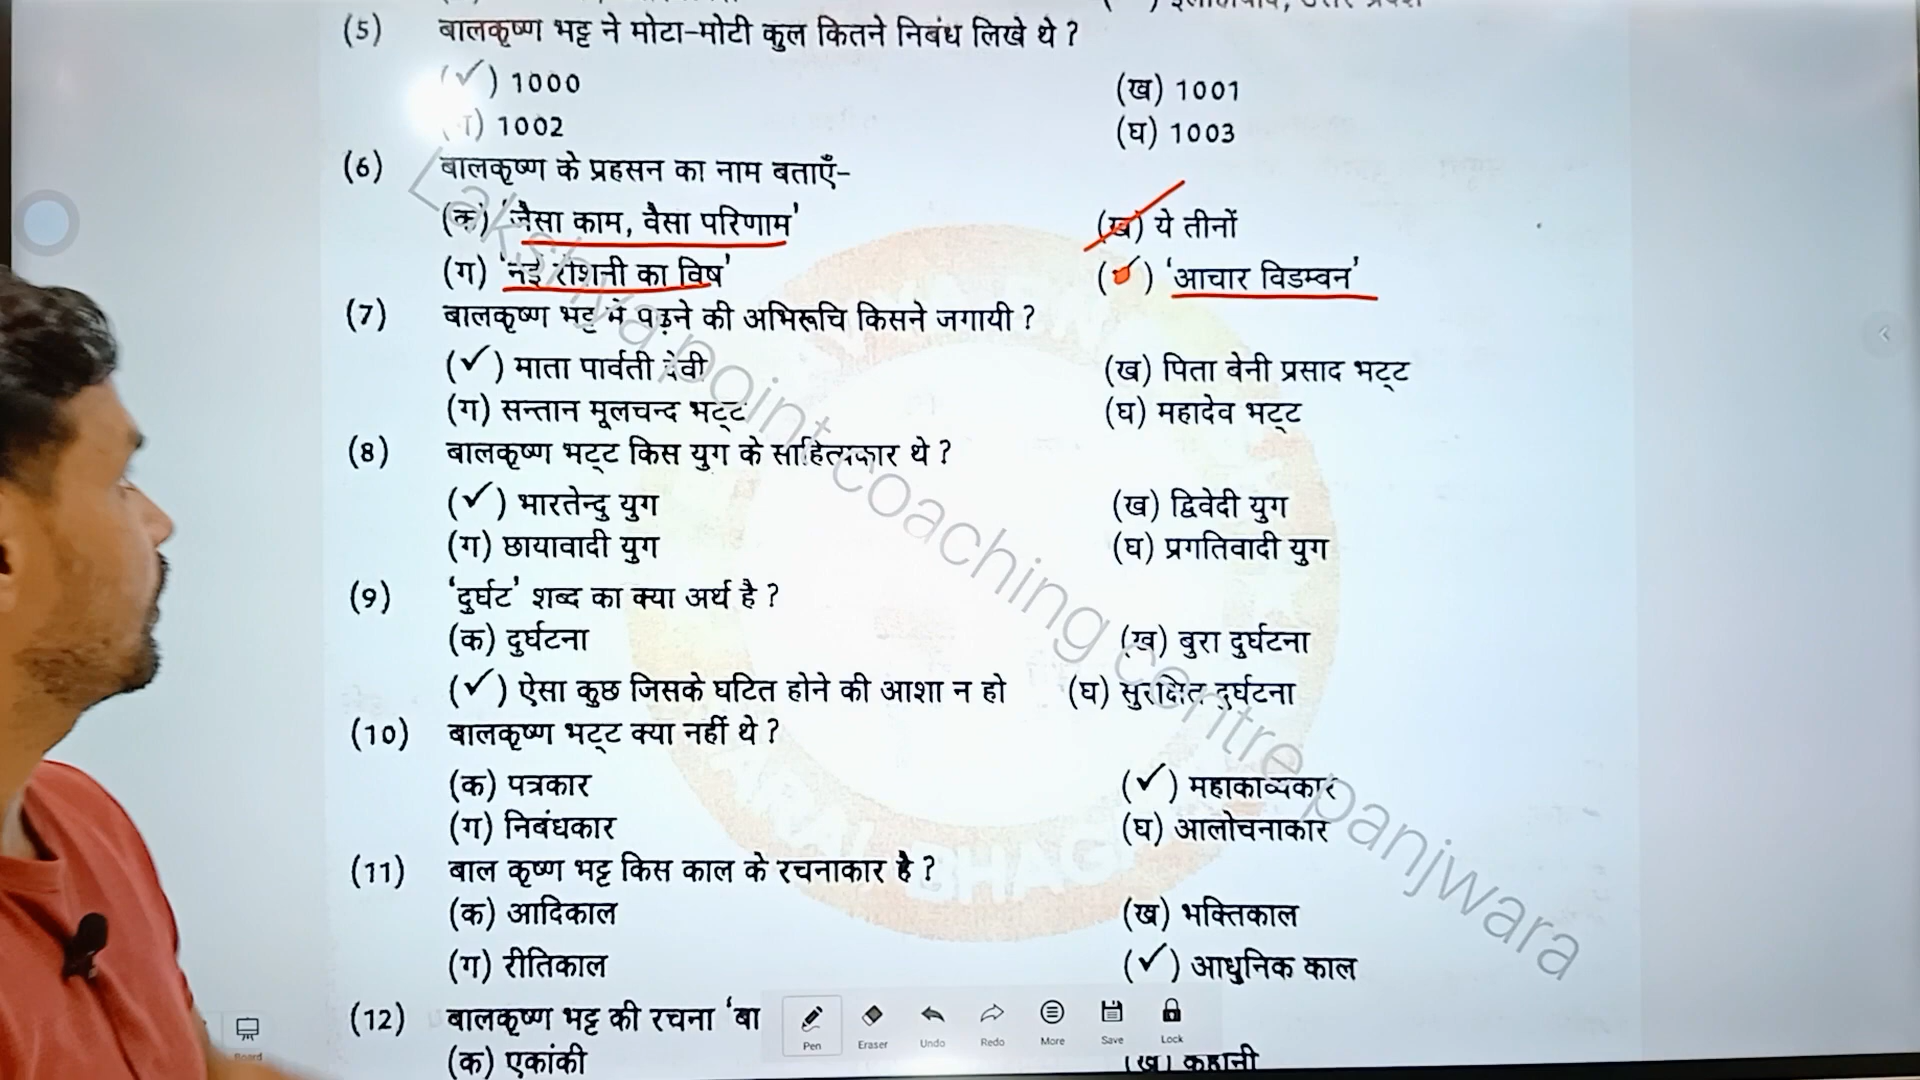 (5) बालकृष्ण भट्ट ने मोटा-मोटी कुल कितने निबंध लिखे थे ?
(✓) 1000 (ख) 1001
1002 (घ) 1003
(6) बालकृष्ण के प्रहसन का नाम बताएँ-
(क) 'जैसा काम, वैसा परिणाम' (ख) ये तीनों
(ग) 'नई रोशनी का विष' (✓) 'आचार विडम्बन'
(7) बालकृष्ण भट्ट में पढ़ने की अभिरूचि किसने जगायी ?
(✓) माता पार्वती देवी (ख) पिता बेनी प्रसाद भट्ट
(ग) सन्तान मूलचन्द भट्ट (घ) महादेव भट्ट
(8) बालकृष्ण भट्ट किस युग के साहित्यकार थे ?
(✓) भारतेन्दु युग (ख) द्विवेदी युग
(ग) छायावादी युग (घ) प्रगतिवादी युग
(9) 'दुर्घट' शब्द का क्या अर्थ है ?
(क) दुर्घटना (ख) बुरा दुर्घटना
(✓) ऐसा कुछ जिसके घटित होने की आशा न हो (घ) सुरक्षित दुर्घटना
(10) बालकृष्ण भट्ट क्या नहीं थे ?
(क) पत्रकार (✓) महाकाव्यकार
(ग) निबंधकार (घ) आलोचनाकार
(11) बाल कृष्ण भट्ट किस काल के रचनाकार है ?
(क) आदिकाल (ख) भक्तिकाल
(ग) रीतिकाल (✓) आधुनिक काल
(12) बालकृष्ण भट्ट की रचना 'बा
(क) एकांकी (ख) कहानी
Lakshya point coaching centre panjwara
Board Pen Eraser Undo Redo More Save Lock